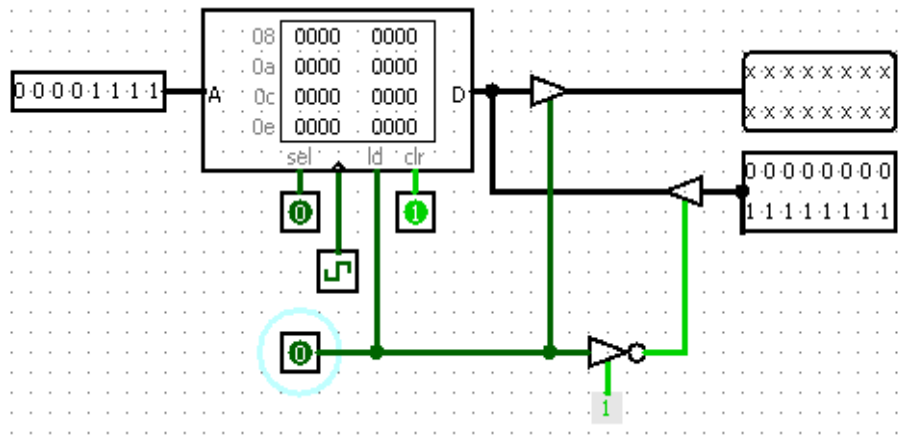 08 0000 0000
0a 0000 0000
0c 0000 0000
0e 0000 0000
0 0 0 0 1 1 1 1
A
D
sel ld clr
x x x x x x x x
x x x x x x x x
0 0 0 0 0 0 0 0
1 1 1 1 1 1 1 1
0
1
0
1